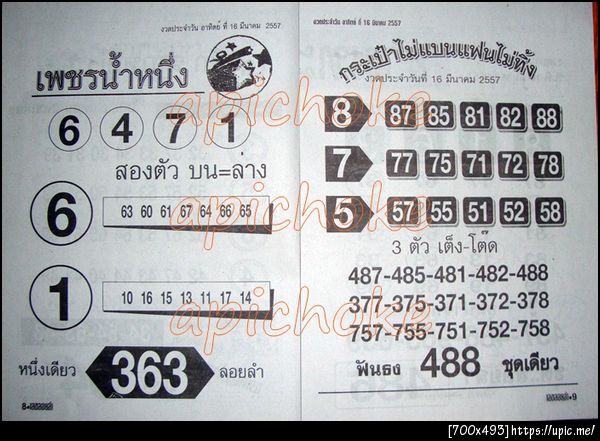 งวดประจำวัน อาทิตย์ ที่ 16 มีนาคม 2557
เพชรน้ำหนึ่ง
6 4 7 1
สองตัว บน=ล่าง
6 63 60 61 67 64 66 65
1 10 16 15 13 11 17 14
หนึ่งเดียว 363 ลอยลำ
8
งวดประจำวัน อาทิตย์ ที่ 16 มีนาคม 2557
กระเป๋าไม่แบนแฟนไม่ทิ้ง
งวดประจำวันที่ 16 มีนาคม 2557
8 87 85 81 82 88
7 77 75 71 72 78
5 57 55 51 52 58
3 ตัว เต็ง-โต๊ด
487-485-481-482-488
377-375-371-372-378
757-755-751-752-758
ฟันธง 488 ชุดเดียว
9
apichoke
apichoke
apichoke
apichoke
[700x493]https://upic.me/